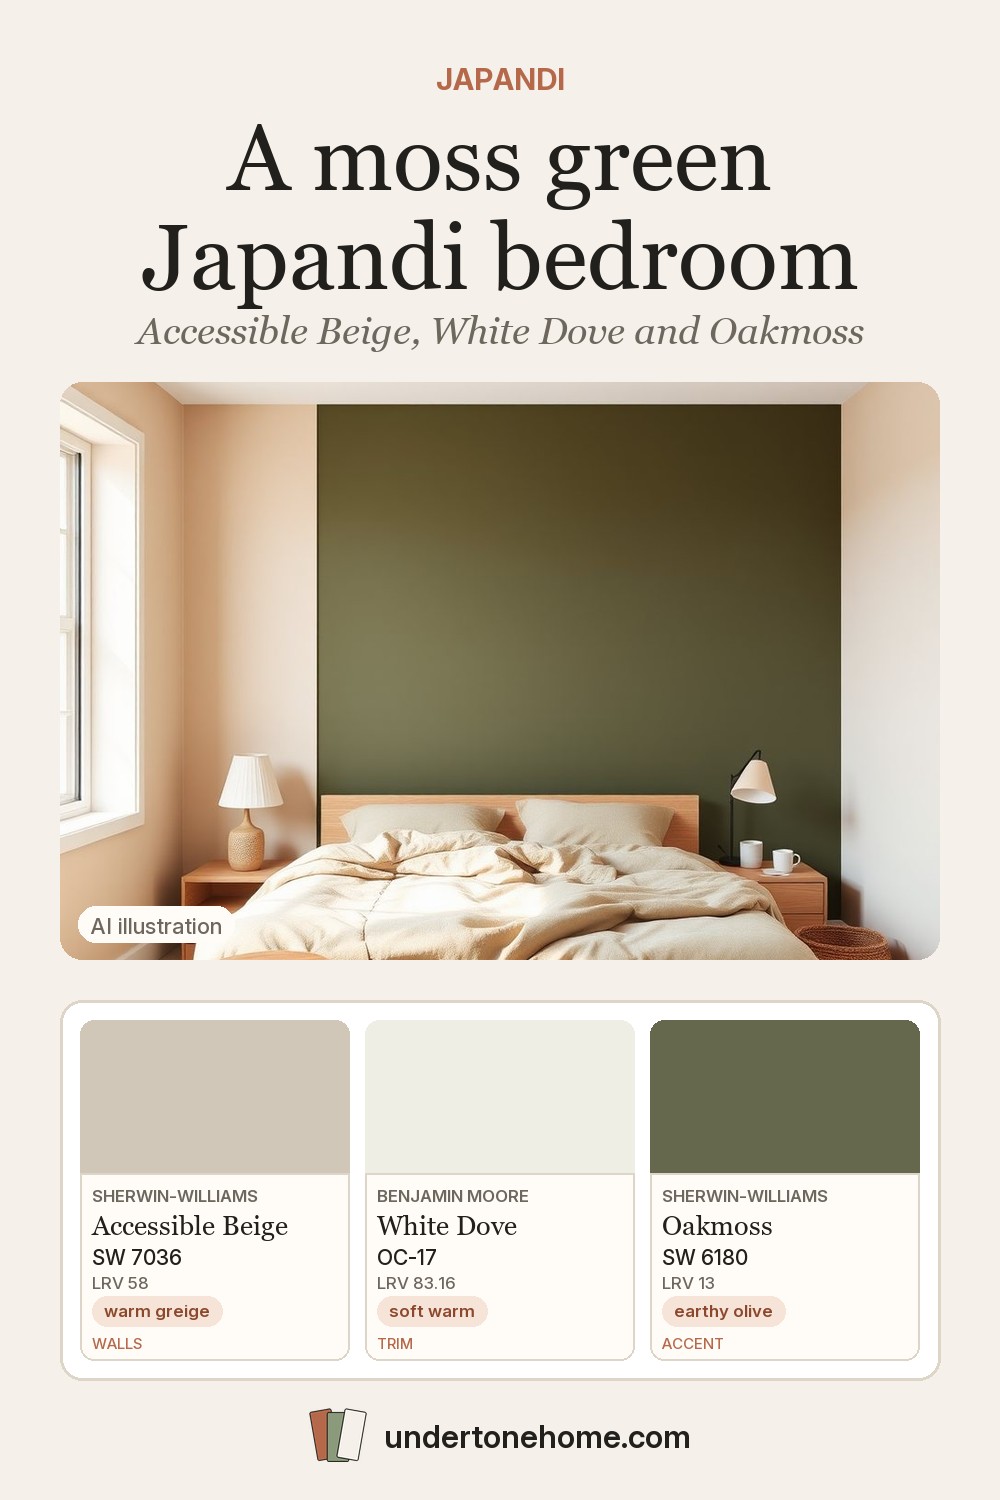 JAPANDI
A moss green
Japandi bedroom
Accessible Beige, White Dove and Oakmoss
AI illustration
SHERWIN-WILLIAMS
Accessible Beige
SW 7036
LRV 58
warm greige
WALLS
BENJAMIN MOORE
White Dove
OC-17
LRV 83.16
soft warm
TRIM
SHERWIN-WILLIAMS
Oakmoss
SW 6180
LRV 13
earthy olive
ACCENT
undertonehome.com